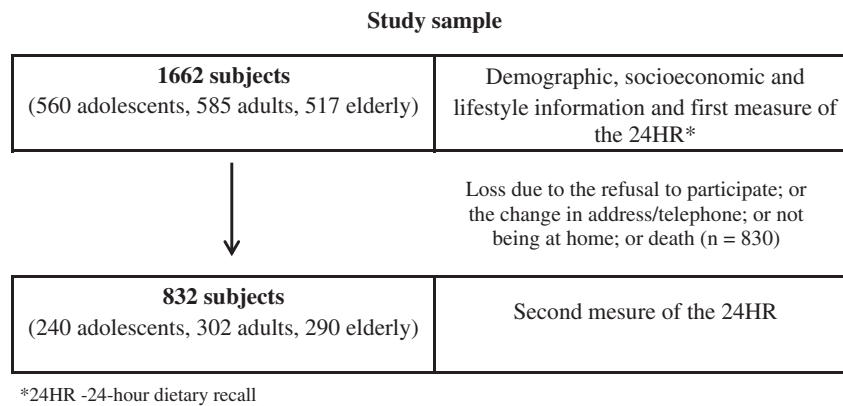 Study sample
1662 subjects
(560 adolescents, 585 adults, 517 elderly)
Demographic, socioeconomic and
lifestyle information and first measure of
the 24HR*
Loss due to the refusal to participate; or
the change in address/telephone; or not
being at home; or death (n = 830)
832 subjects
(240 adolescents, 302 adults, 290 elderly)
Second mesure of the 24HR
*24HR -24-hour dietary recall